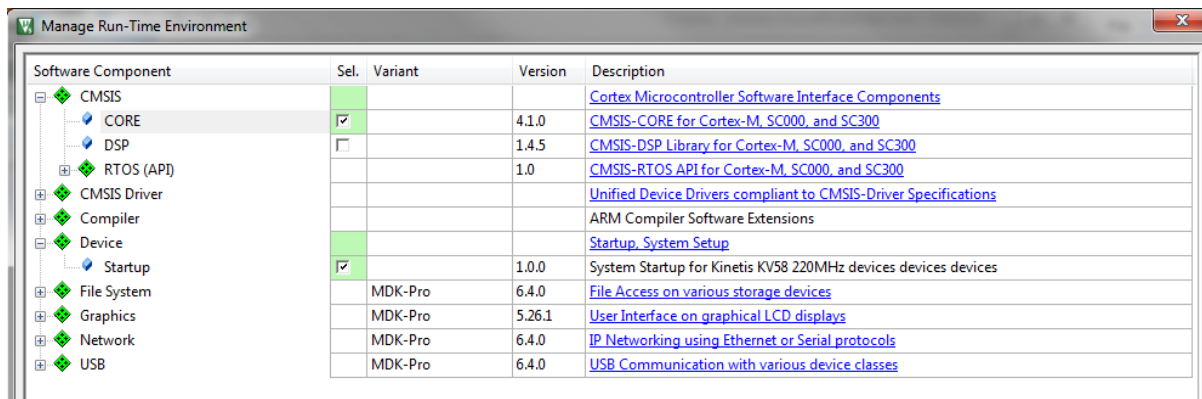 Manage Run-Time Environment
Software Component Sel. Variant Version Description
CMSIS Cortex Microcontroller Software Interface Components
CORE 4.1.0 CMSIS-CORE for Cortex-M, SC000, and SC300
DSP 1.4.5 CMSIS-DSP Library for Cortex-M, SC000, and SC300
RTOS (API) 1.0 CMSIS-RTOS API for Cortex-M, SC000, and SC300
CMSIS Driver Unified Device Drivers compliant to CMSIS-Driver Specifications
Compiler ARM Compiler Software Extensions
Device Startup, System Setup
Startup 1.0.0 System Startup for Kinetis KV58 220MHz devices devices devices
File System MDK-Pro 6.4.0 File Access on various storage devices
Graphics MDK-Pro 5.26.1 User Interface on graphical LCD displays
Network MDK-Pro 6.4.0 IP Networking using Ethernet or Serial protocols
USB MDK-Pro 6.4.0 USB Communication with various device classes